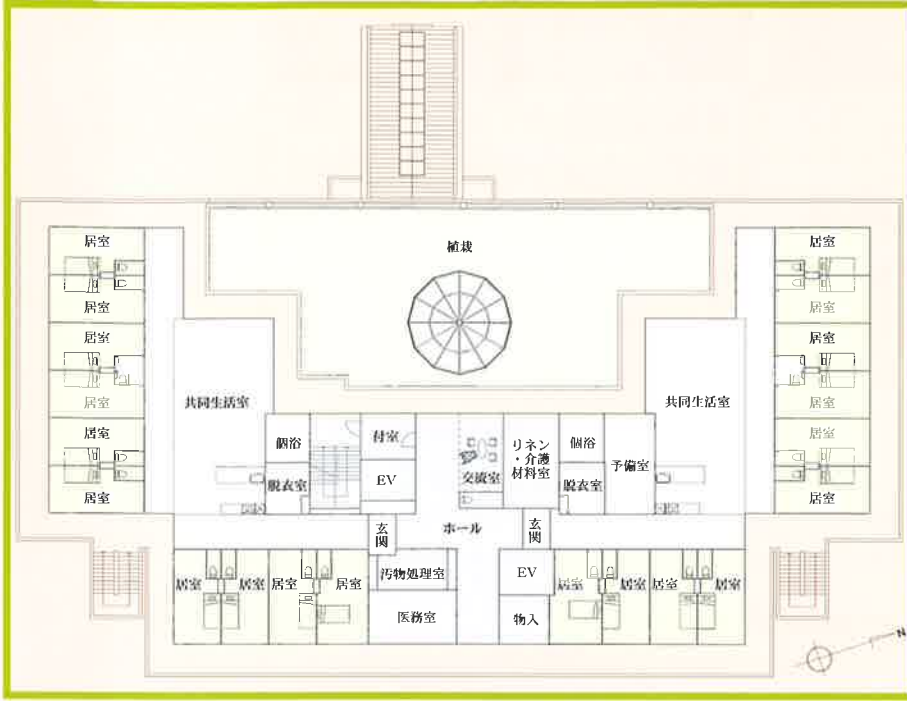 植栽
居室
居室
居室
居室
居室
居室
共同生活室
個浴
脱衣室
付室
EV
交流室
リネン
・介護
材料室
個浴
脱衣室
予備室
共同生活室
居室
居室
居室
居室
居室
居室
玄関
ホール
玄関
居室
居室
居室
居室
汚物処理室
医務室
EV
物入
居室
居室
居室
居室
N